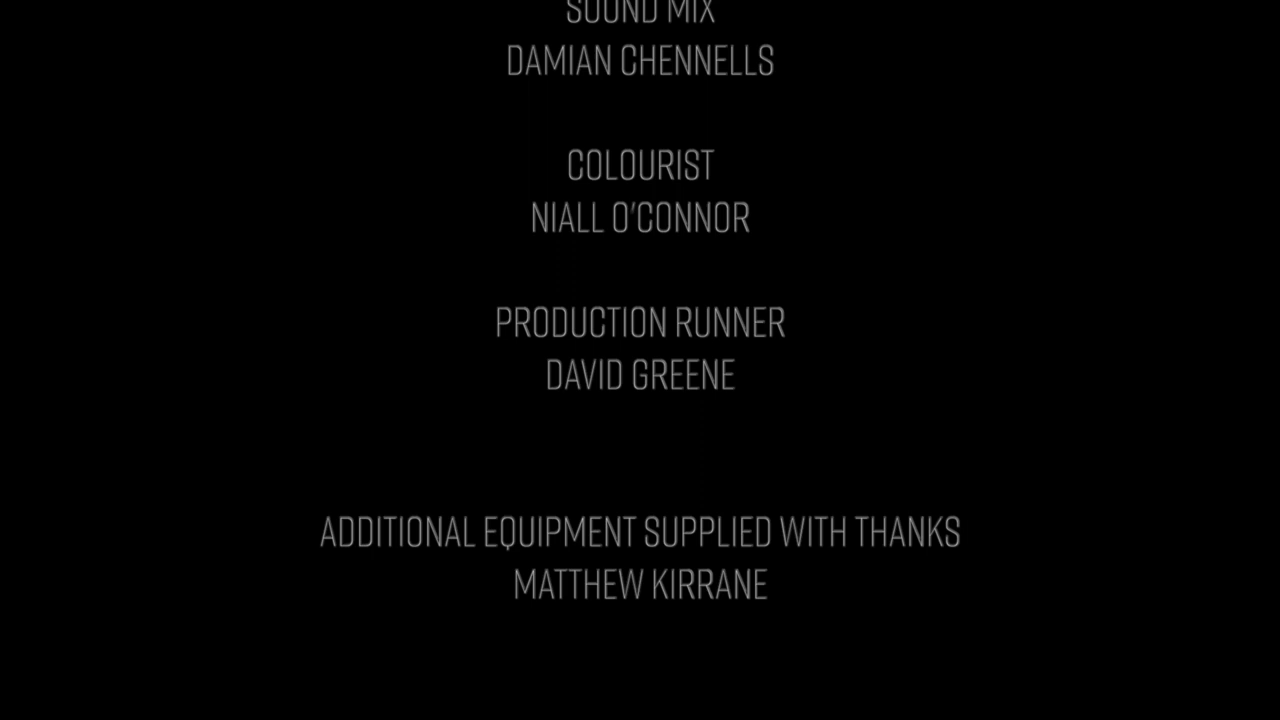 SOUND MIX
DAMIAN CHENNELLS
COLOURIST
NIALL O'CONNOR
PRODUCTION RUNNER
DAVID GREENE
ADDITIONAL EQUIPMENT SUPPLIED WITH THANKS
MATTHEW KIRRANE